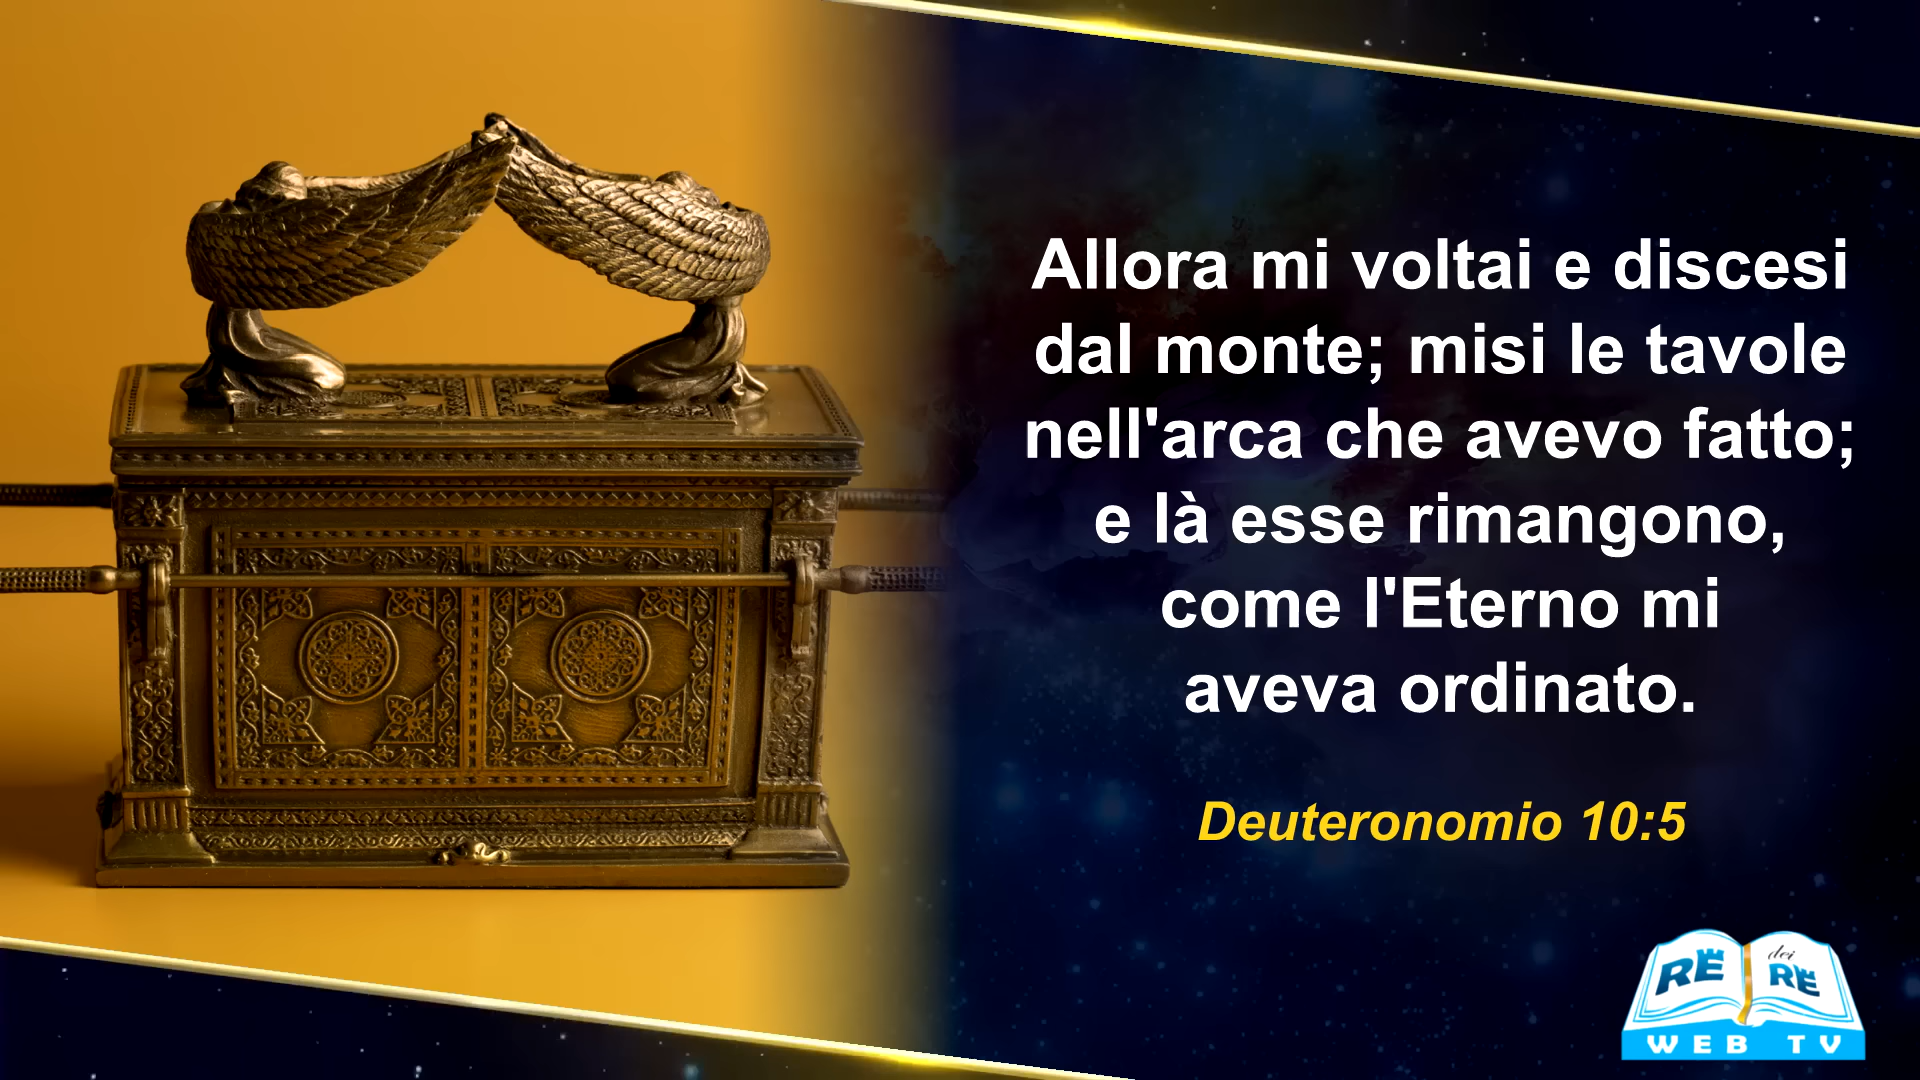 Allora mi voltai e discesi
dal monte; misi le tavole
nell'arca che avevo fatto;
e là esse rimangono,
come l'Eterno mi
aveva ordinato.
Deuteronomio 10:5
RE dei RE
WEB TV